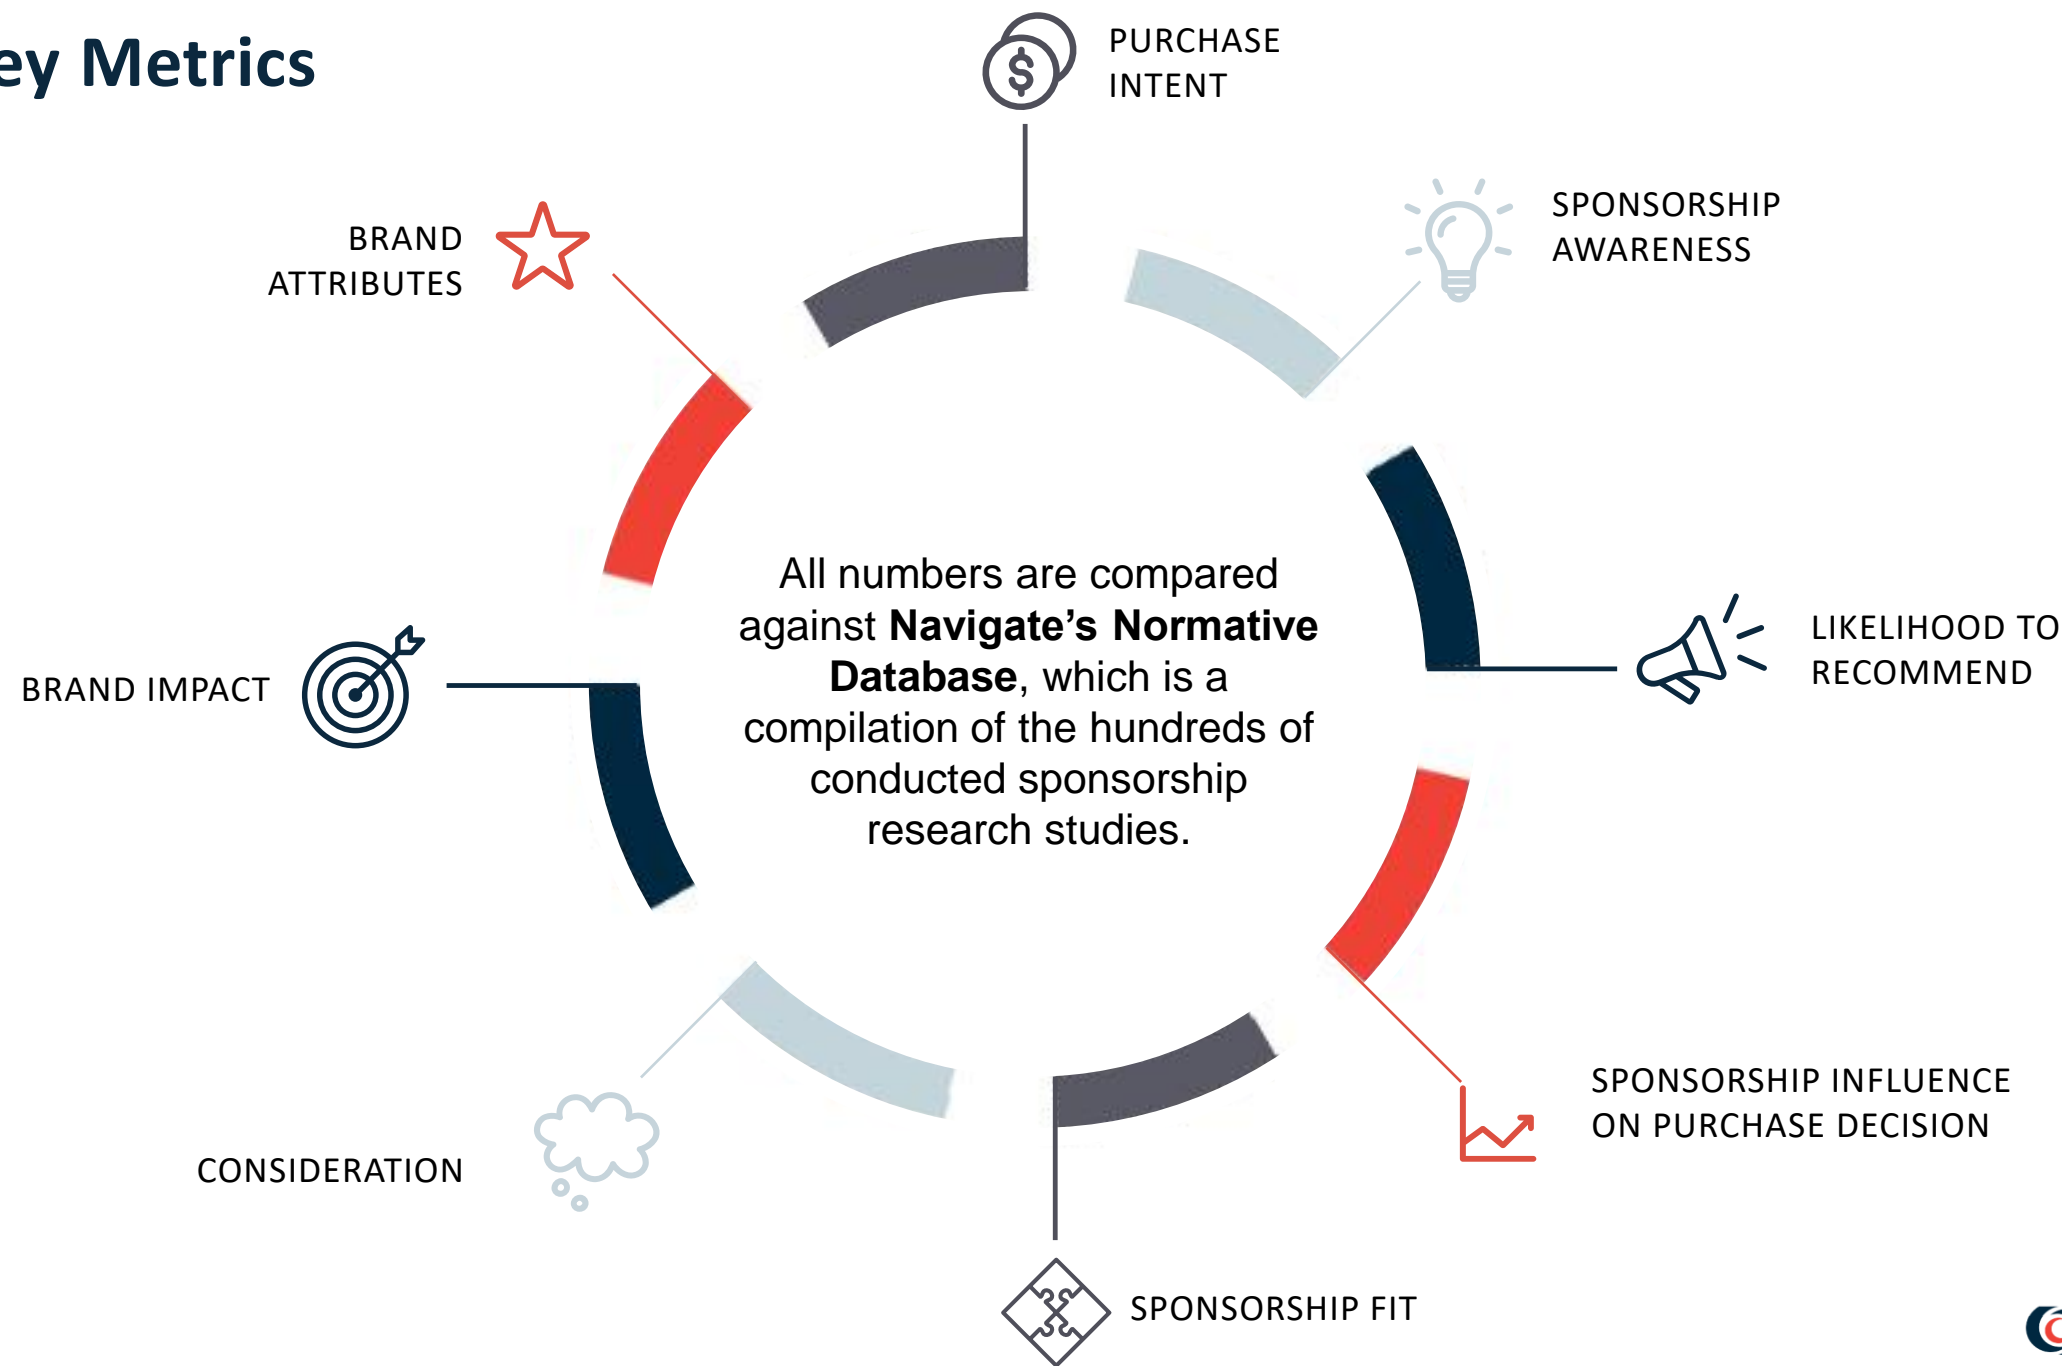 ey Metrics
PURCHASE
INTENT
SPONSORSHIP
AWARENESS
BRAND
ATTRIBUTES
All numbers are compared
against Navigate’s Normative
Database, which is a
compilation of the hundreds of
conducted sponsorship
research studies.
LIKELIHOOD TO
RECOMMEND
BRAND IMPACT
SPONSORSHIP INFLUENCE
ON PURCHASE DECISION
CONSIDERATION
SPONSORSHIP FIT